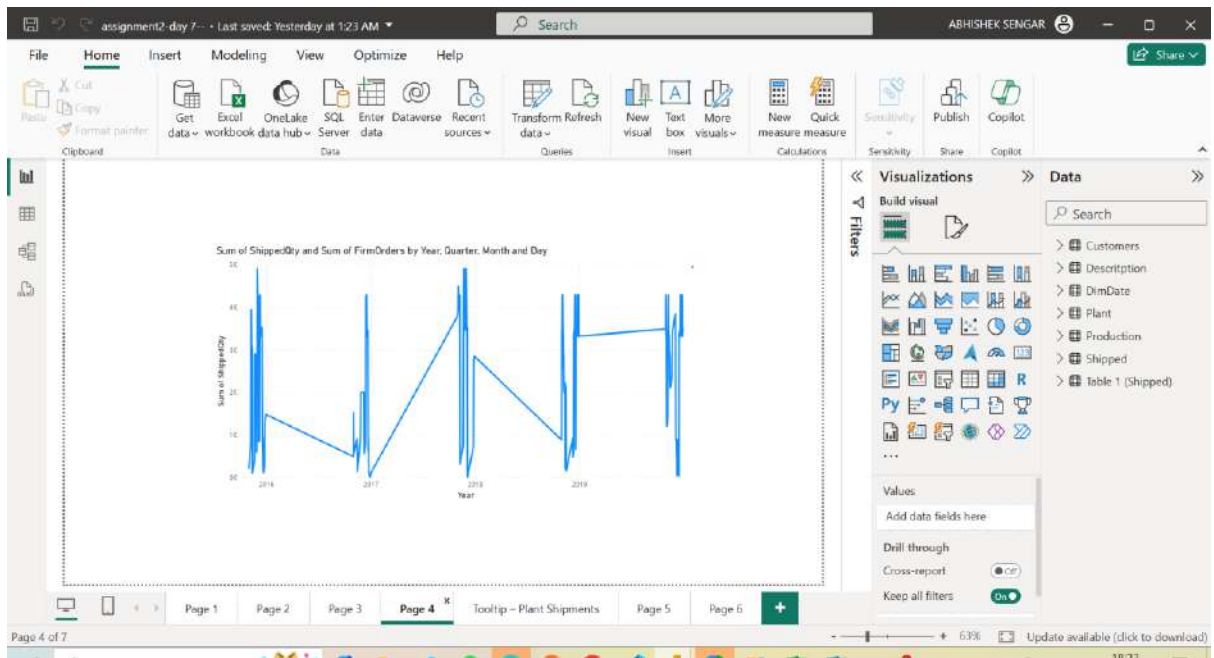 assignment2-day 7-- • Last saved: Yesterday at 1:23 AM
Search
ABHISHEK SENGAR
File Home Insert Modeling View Optimize Help
Share
Paste
Cut
Copy
Format painter
Clipboard
Get data
Excel workbook
OneLake data hub
SQL Server
Enter data
Dataverse
Recent sources
Data
Transform data
Refresh
Queries
New visual
Text box
More visuals
Insert
New measure
Quick measure
Calculations
Sensitivity
Sensitivity
Publish
Share
Copilot
Copilot
Sum of ShippedQty and Sum of FirmOrders by Year, Quarter, Month and Day
Sum of ShippedQty
2016 2017 2018 2019
Year
Filters
Visualizations
Build visual
123
R
Py
...
Values
Add data fields here
Drill through
Cross-report
Off
Keep all filters
On
Data
Search
Customers
Descritption
DimDate
Plant
Production
Shipped
Table 1 (Shipped)
Page 1 Page 2 Page 3 Page 4 Tooltip – Plant Shipments Page 5 Page 6
Page 4 of 7
63%
Update available (click to download)